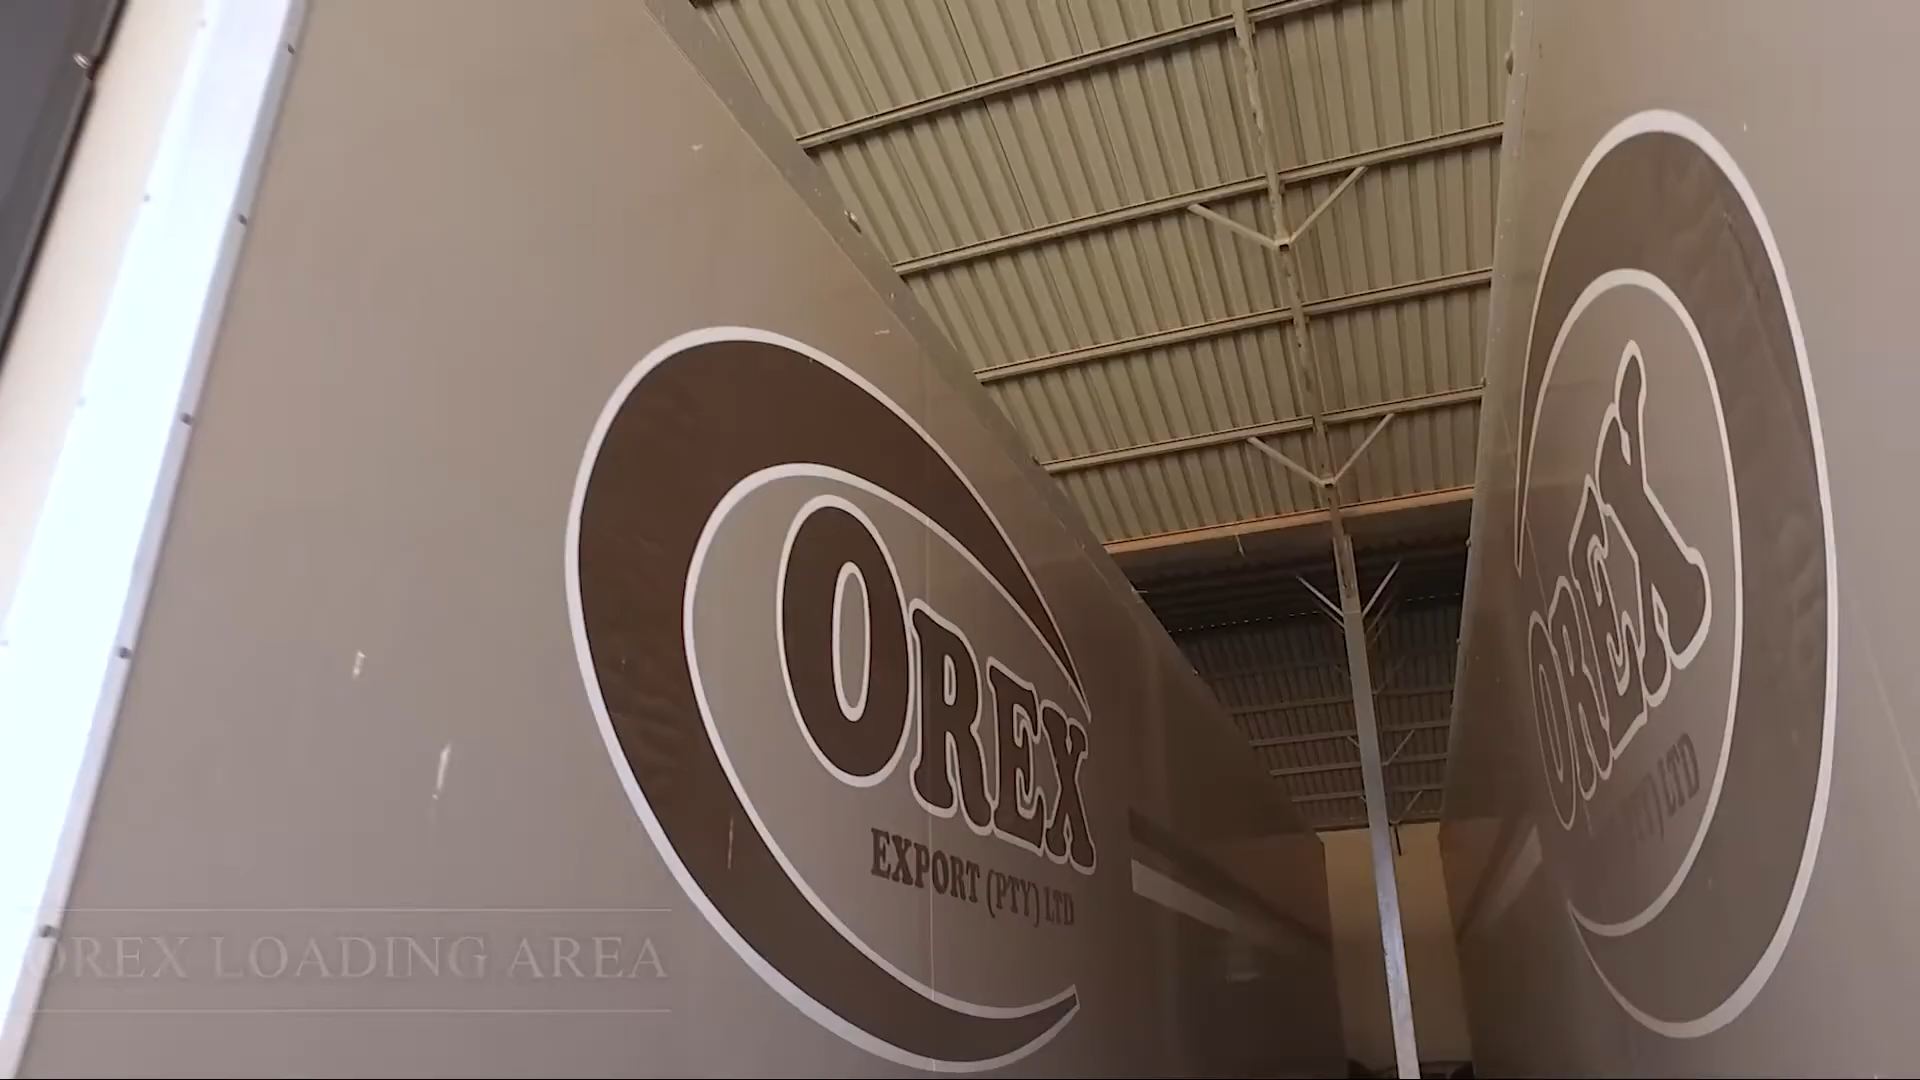 OREX
EXPORT (PTY) LTD
OREX
(PTY) LTD
OREX LOADING AREA